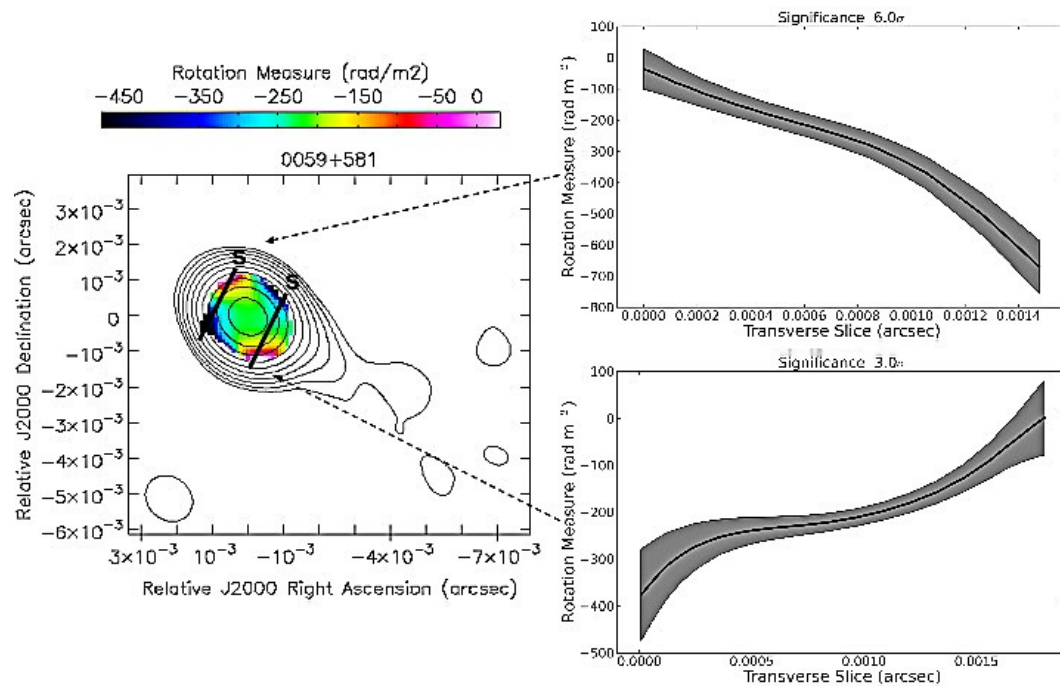 Rotation Measure (rad/m2)
−450 −350 −250 −150 −50 0
0059+581
Relative J2000 Declination (arcsec)
3×10⁻³
2×10⁻³
10⁻³
0
−10⁻³
−2×10⁻³
−3×10⁻³
−4×10⁻³
−5×10⁻³
−6×10⁻³
S
S
3×10⁻³ 10⁻³ −10⁻³ −4×10⁻³ −7×10⁻³
Relative J2000 Right Ascension (arcsec)
Significance 6.0σ
Rotation Measure (rad m⁻²)
100
0
−100
−200
−300
−400
−500
−600
−700
−800
0.0000 0.0002 0.0004 0.0006 0.0008 0.0010 0.0012 0.0014
Transverse Slice (arcsec)
Significance 3.0σ
Rotation Measure (rad m⁻²)
100
0
−100
−200
−300
−400
−500
0.0000 0.0005 0.0010 0.0015
Transverse Slice (arcsec)